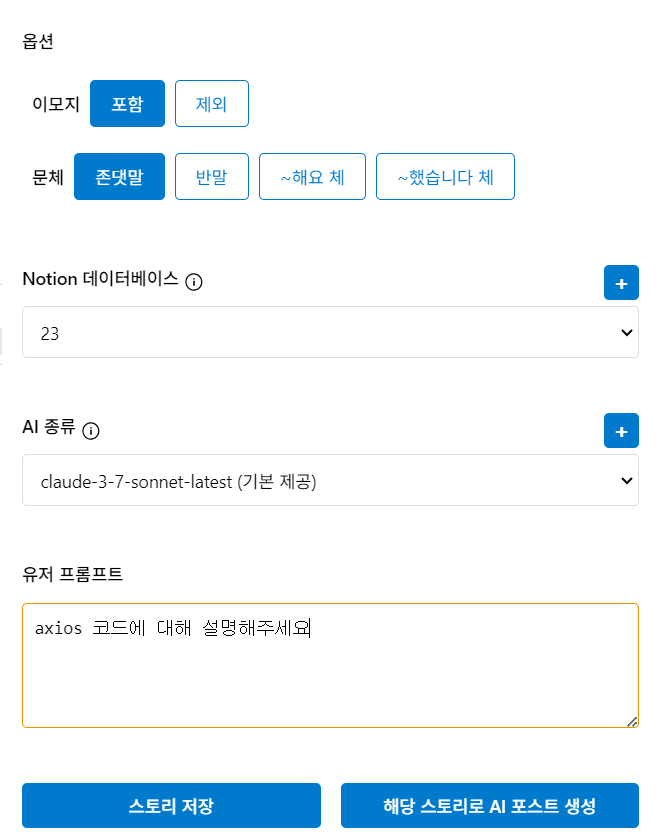 옵션
이모지 포함 제외
문체 존댓말 반말 ~해요 체 ~했습니다 체
Notion 데이터베이스
+
23
AI 종류
+
claude-3-7-sonnet-latest (기본 제공)
유저 프롬프트
axios 코드에 대해 설명해주세요
스토리 저장 해당 스토리로 AI 포스트 생성